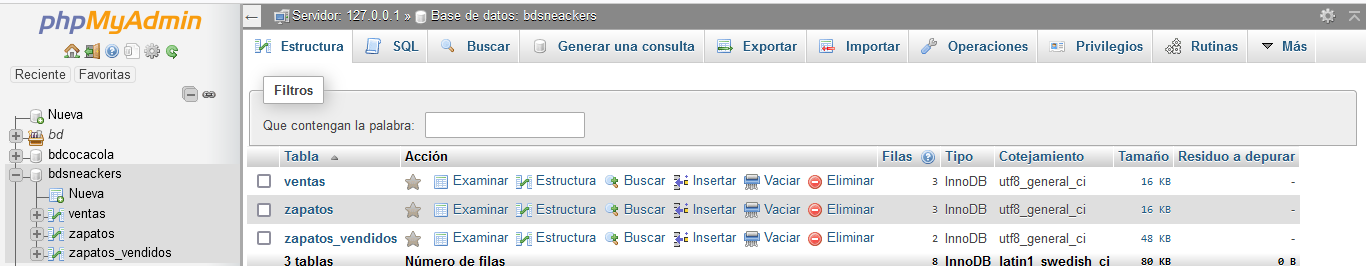 phpMyAdmin
Reciente Favoritas
Nueva
bd
bdcocacola
bdsneackers
Nueva
ventas
zapatos
zapatos_vendidos
Servidor: 127.0.0.1 » Base de datos: bdsneackers
Estructura SQL Buscar Generar una consulta Exportar Importar Operaciones Privilegios Rutinas Más
Filtros
Que contengan la palabra:
Tabla Acción Filas Tipo Cotejamiento Tamaño Residuo a depurar
ventas Examinar Estructura Buscar Insertar Vaciar Eliminar 3 InnoDB utf8_general_ci 16 KB -
zapatos Examinar Estructura Buscar Insertar Vaciar Eliminar 3 InnoDB utf8_general_ci 16 KB -
zapatos_vendidos Examinar Estructura Buscar Insertar Vaciar Eliminar 2 InnoDB utf8_general_ci 48 KB -
3 tablas Número de filas 8 InnoDB latin1_swedish_ci 80 KB 0 B